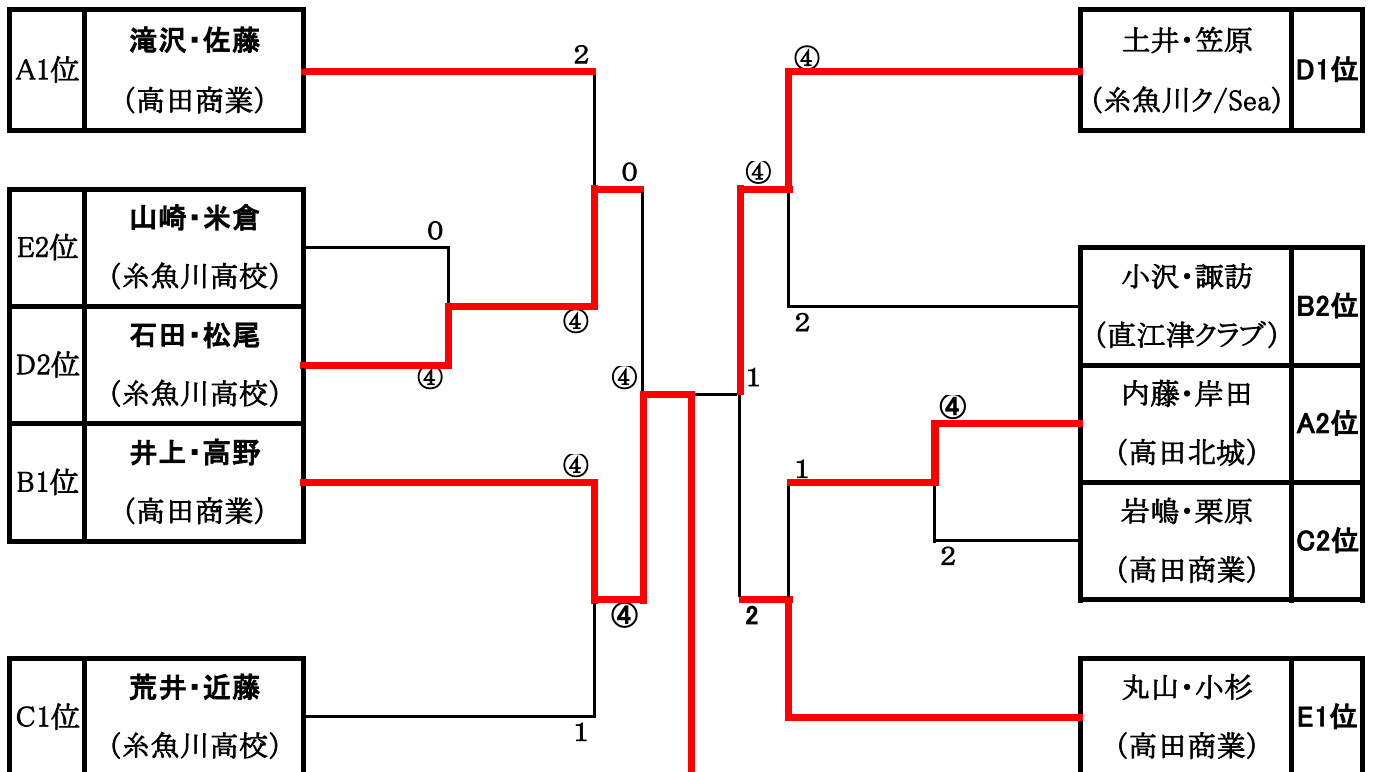 A1位
滝沢・佐藤
(高田商業)
2
④
土井・笠原
(糸魚川ク/Sea)
D1位
0
④
E2位
山崎・米倉
(糸魚川高校)
0
④
D2位
石田・松尾
(糸魚川高校)
④
2
小沢・諏訪
(直江津クラブ)
B2位
④
1
B1位
井上・高野
(高田商業)
④
④
内藤・岸田
(高田北城)
A2位
1
2
岩嶋・栗原
(高田商業)
C2位
④
2
C1位
荒井・近藤
(糸魚川高校)
1
丸山・小杉
(高田商業)
E1位